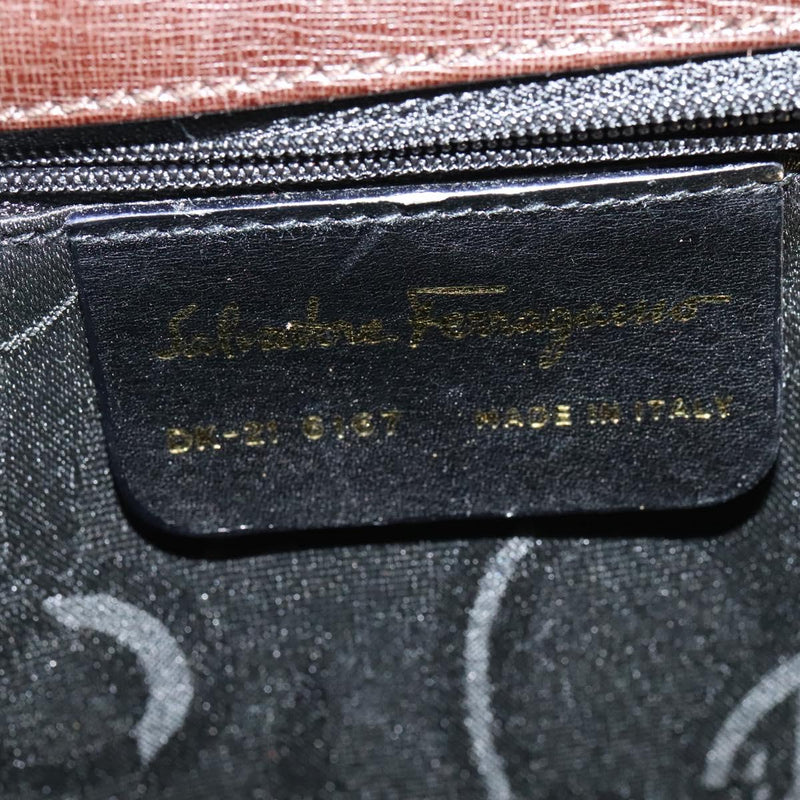 Salvatore Ferragamo
DK-21 6167 MADE IN ITALY